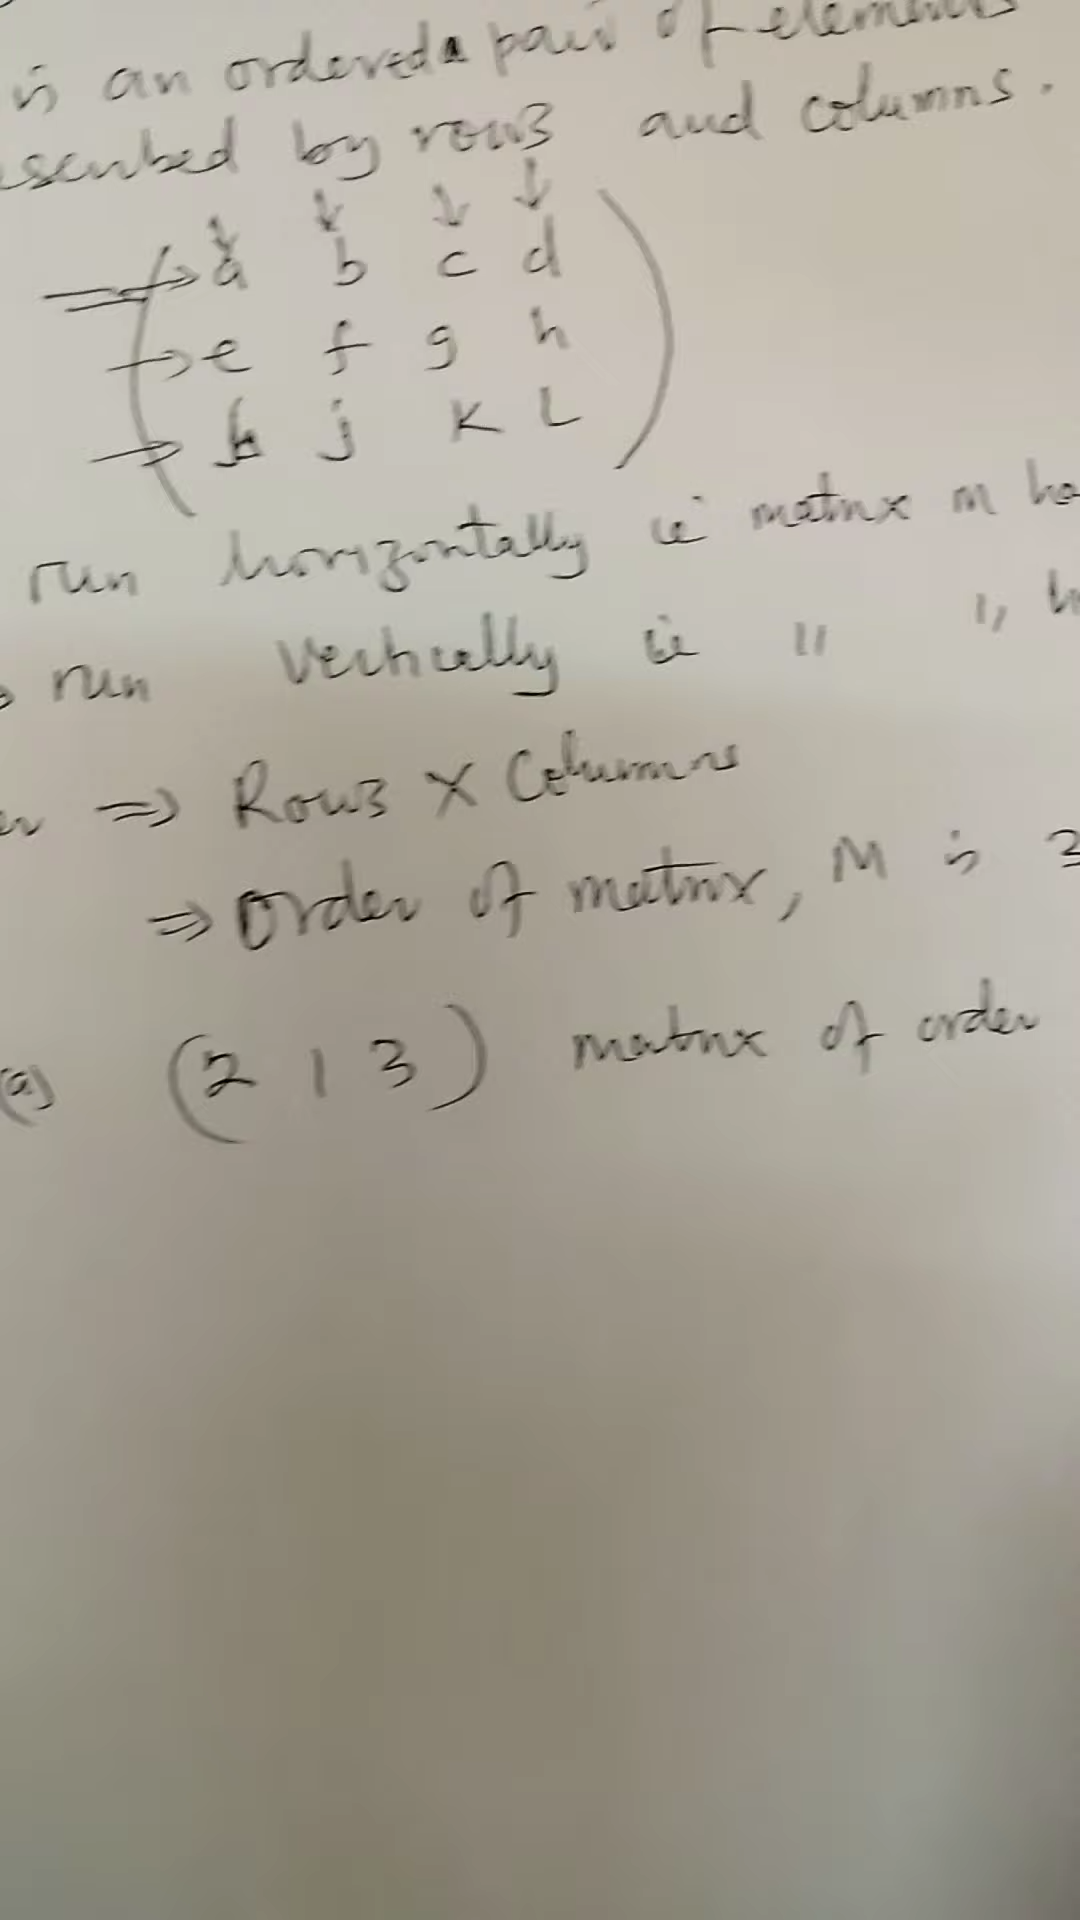 is an ordered pair of elements
by rows and columns.
↓ ↓ ↓ ↓
⇒ ( a b c d )
→ e f g h
→ j k L
run horizontally ie matrix m
run vertically ie " "
⇒ Rows X Columns
⇒ Order of matrix, M is
(a) (2 1 3) matrix of order